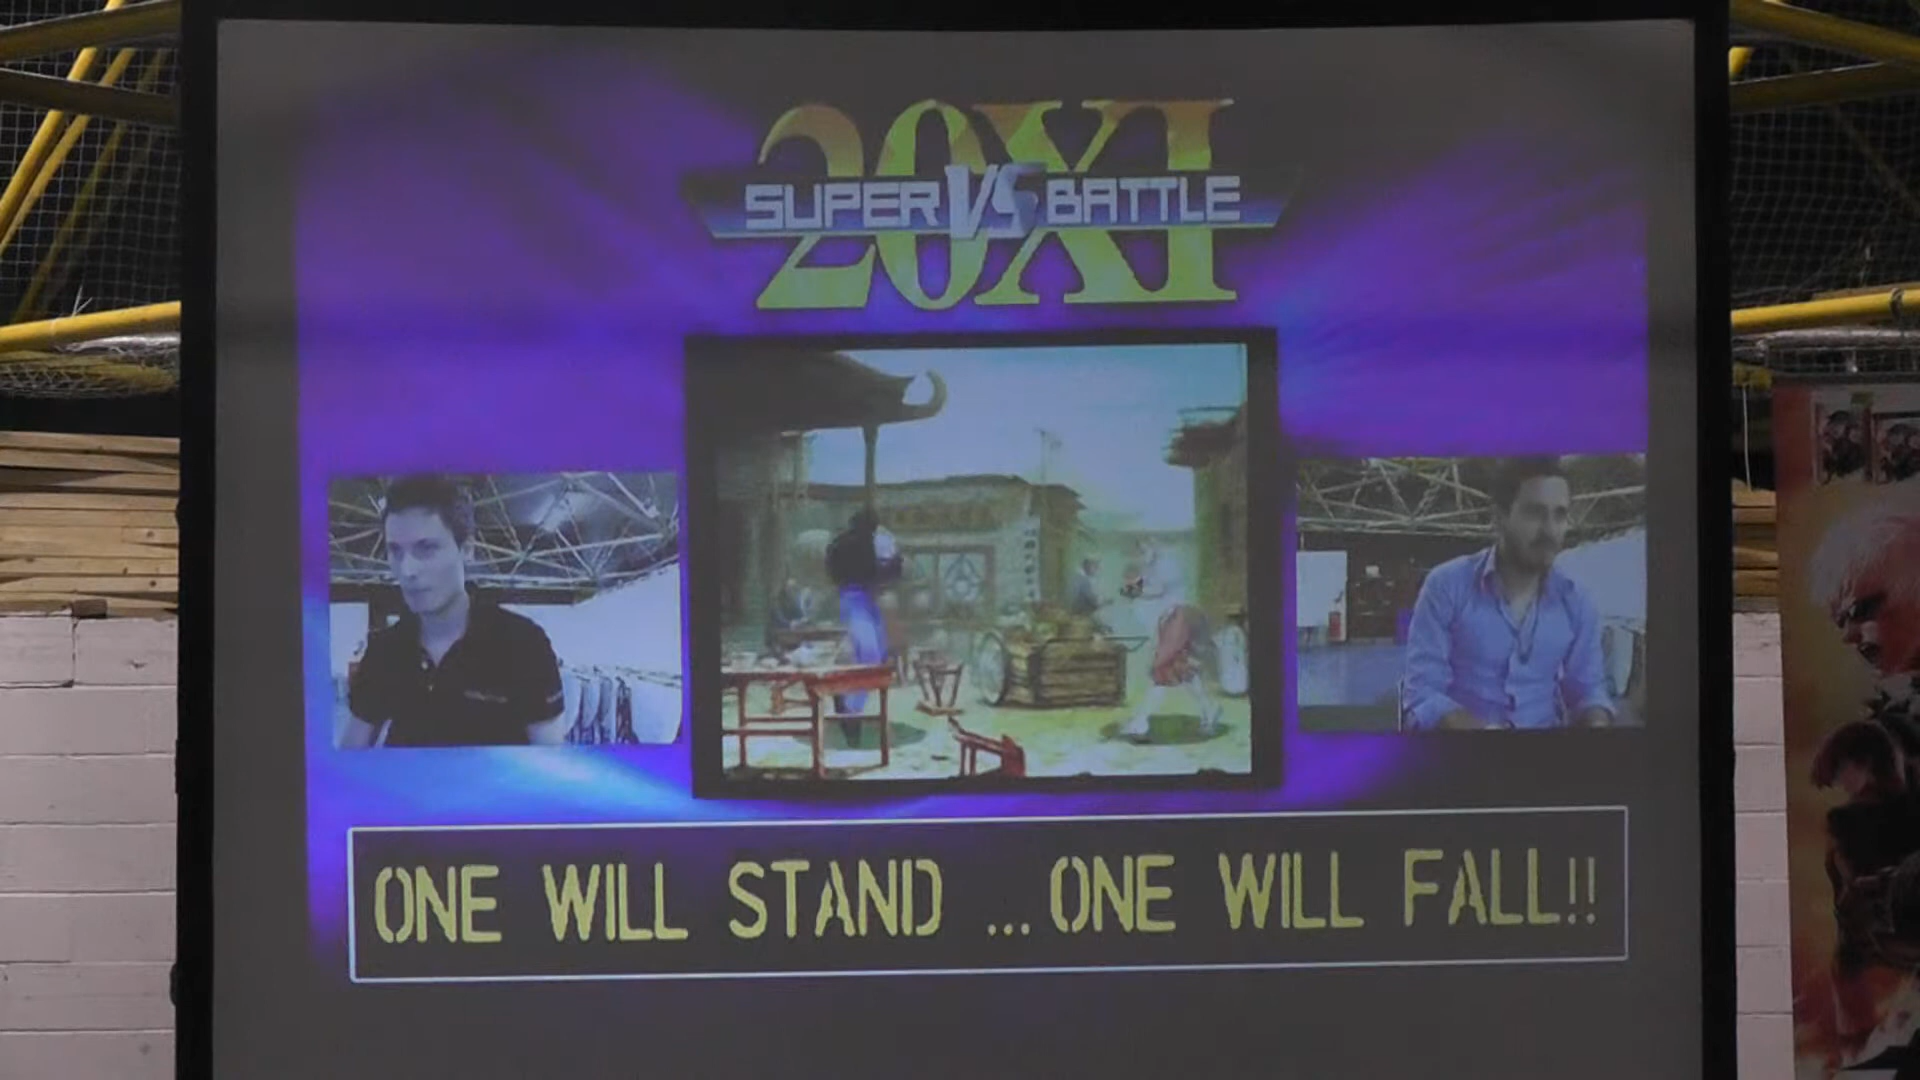 20XI
SUPER VS BATTLE
ONE WILL STAND ... ONE WILL FALL!!